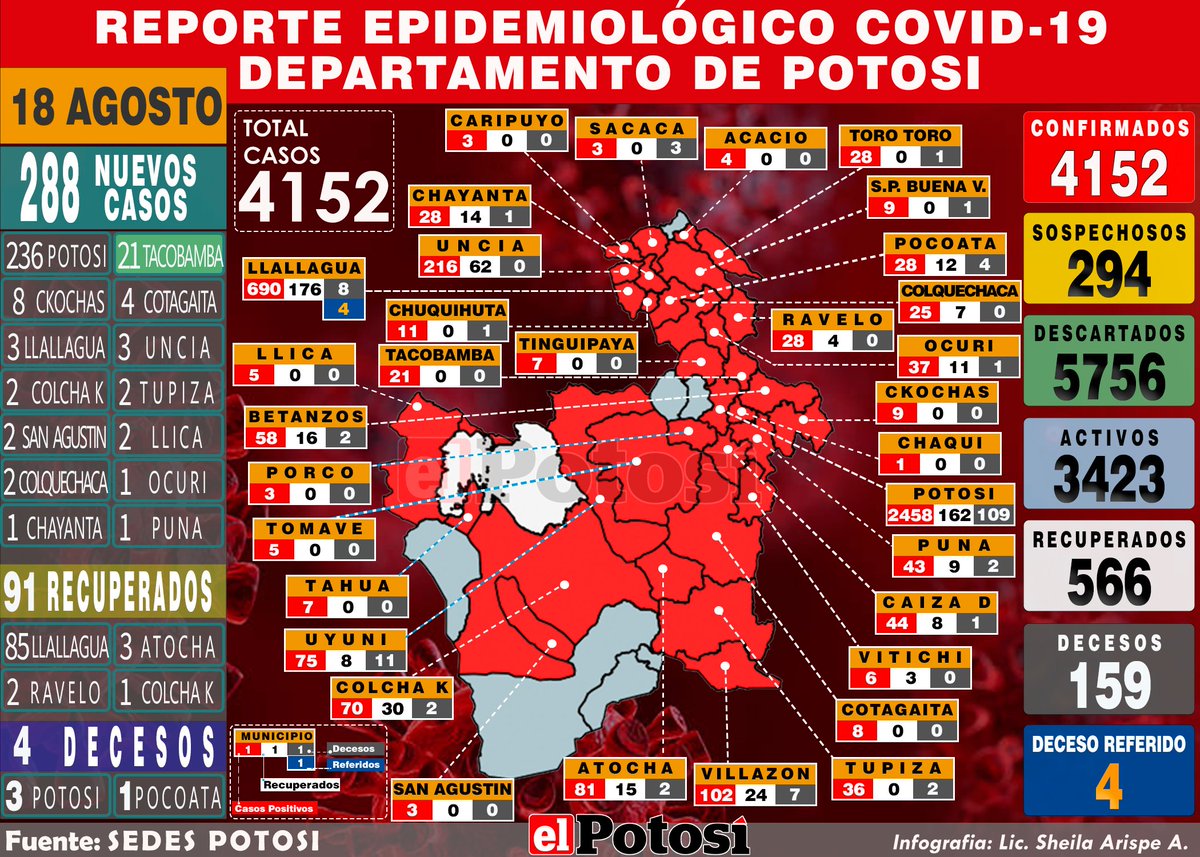 REPORTE EPIDEMIOLÓGICO COVID-19
DEPARTAMENTO DE POTOSI
18 AGOSTO
288 NUEVOS CASOS
236 POTOSI
21 TACOBAMBA
8 CKOCHAS
4 COTAGAITA
3 LLALLAGUA
3 UNCIA
2 COLCHA K
2 TUPIZA
2 SAN AGUSTIN
2 LLICA
2 COLQUECHACA
1 OCURI
1 CHAYANTA
1 PUNA
91 RECUPERADOS
85 LLALLAGUA
3 ATOCHA
2 RAVELO
1 COLCHA K
4 DECESOS
3 POTOSI
1 POCOATA
TOTAL
CASOS
4152
CARIPUYO
3 0 0
SACACA
3 0 3
ACACIO
4 0 0
TORO TORO
28 0 1
CHAYANTA
28 14 1
S.P. BUENA V.
9 0 1
UNCIA
216 62 0
POCOATA
28 12 4
LLALLAGUA
690 176 8
4
COLQUECHACA
25 7 0
CHUQUIHUTA
11 0 1
RAVELO
28 4 0
TINGUIPAYA
7 0 0
OCURI
37 11 1
LLICA
5 0 0
TACOBAMBA
21 0 0
CKOCHAS
9 0 0
BETANZOS
58 16 2
CHAQUI
1 0 0
PORCO
3 0 0
POTOSI
2458 162 109
TOMAVE
5 0 0
PUNA
43 9 2
TAHUA
7 0 0
CAIZA D
44 8 1
UYUNI
75 8 11
VITICHI
6 3 0
COLCHA K
70 30 2
COTAGAITA
8 0 0
SAN AGUSTIN
3 0 0
ATOCHA
81 15 2
VILLAZON
102 24 7
TUPIZA
36 0 2
el Potosí
MUNICIPIO
1 1 1 Decesos
1 Referidos
Recuperados
Casos Positivos
CONFIRMADOS
4152
SOSPECHOSOS
294
DESCARTADOS
5756
ACTIVOS
3423
RECUPERADOS
566
DECESOS
159
DECESO REFERIDO
4
Fuente: SEDES POTOSI
el Potosí
Infografia: Lic. Sheila Arispe A.